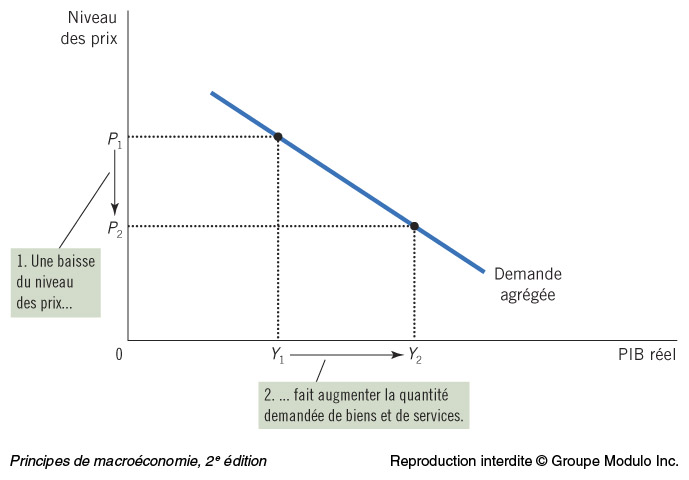 Niveau
des prix
P1
P2
1. Une baisse
du niveau
des prix...
Demande
agrégée
0
Y1
Y2
PIB réel
2. ... fait augmenter la quantité
demandée de biens et de services.
Principes de macroéconomie, 2e édition
Reproduction interdite © Groupe Modulo Inc.